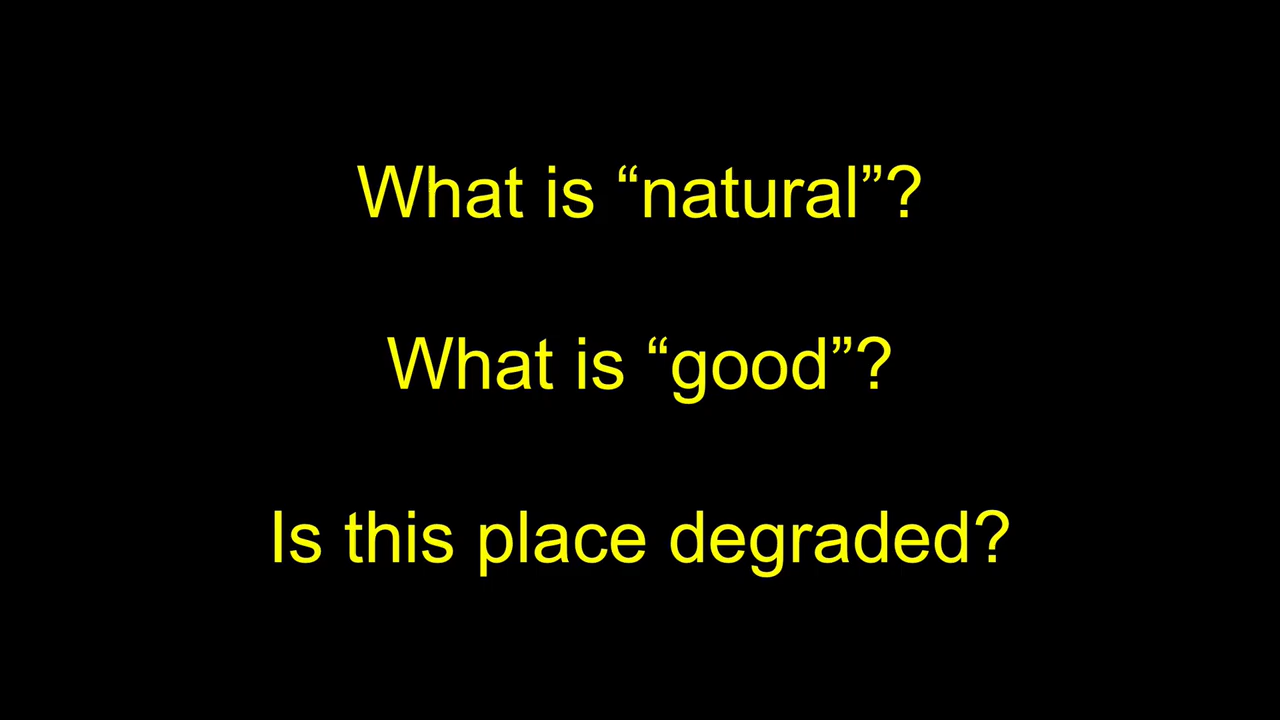 What is “natural”?
What is “good”?
Is this place degraded?